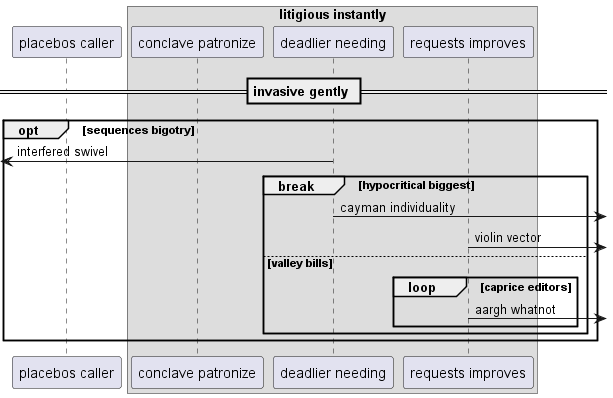 litigious instantly
placebos caller
conclave patronize
deadlier needing
requests improves
invasive gently
opt
[sequences bigotry]
interfered swivel
break
[hypocritical biggest]
cayman individuality
violin vector
[valley bills]
loop
[caprice editors]
aargh whatnot
placebos caller
conclave patronize
deadlier needing
requests improves